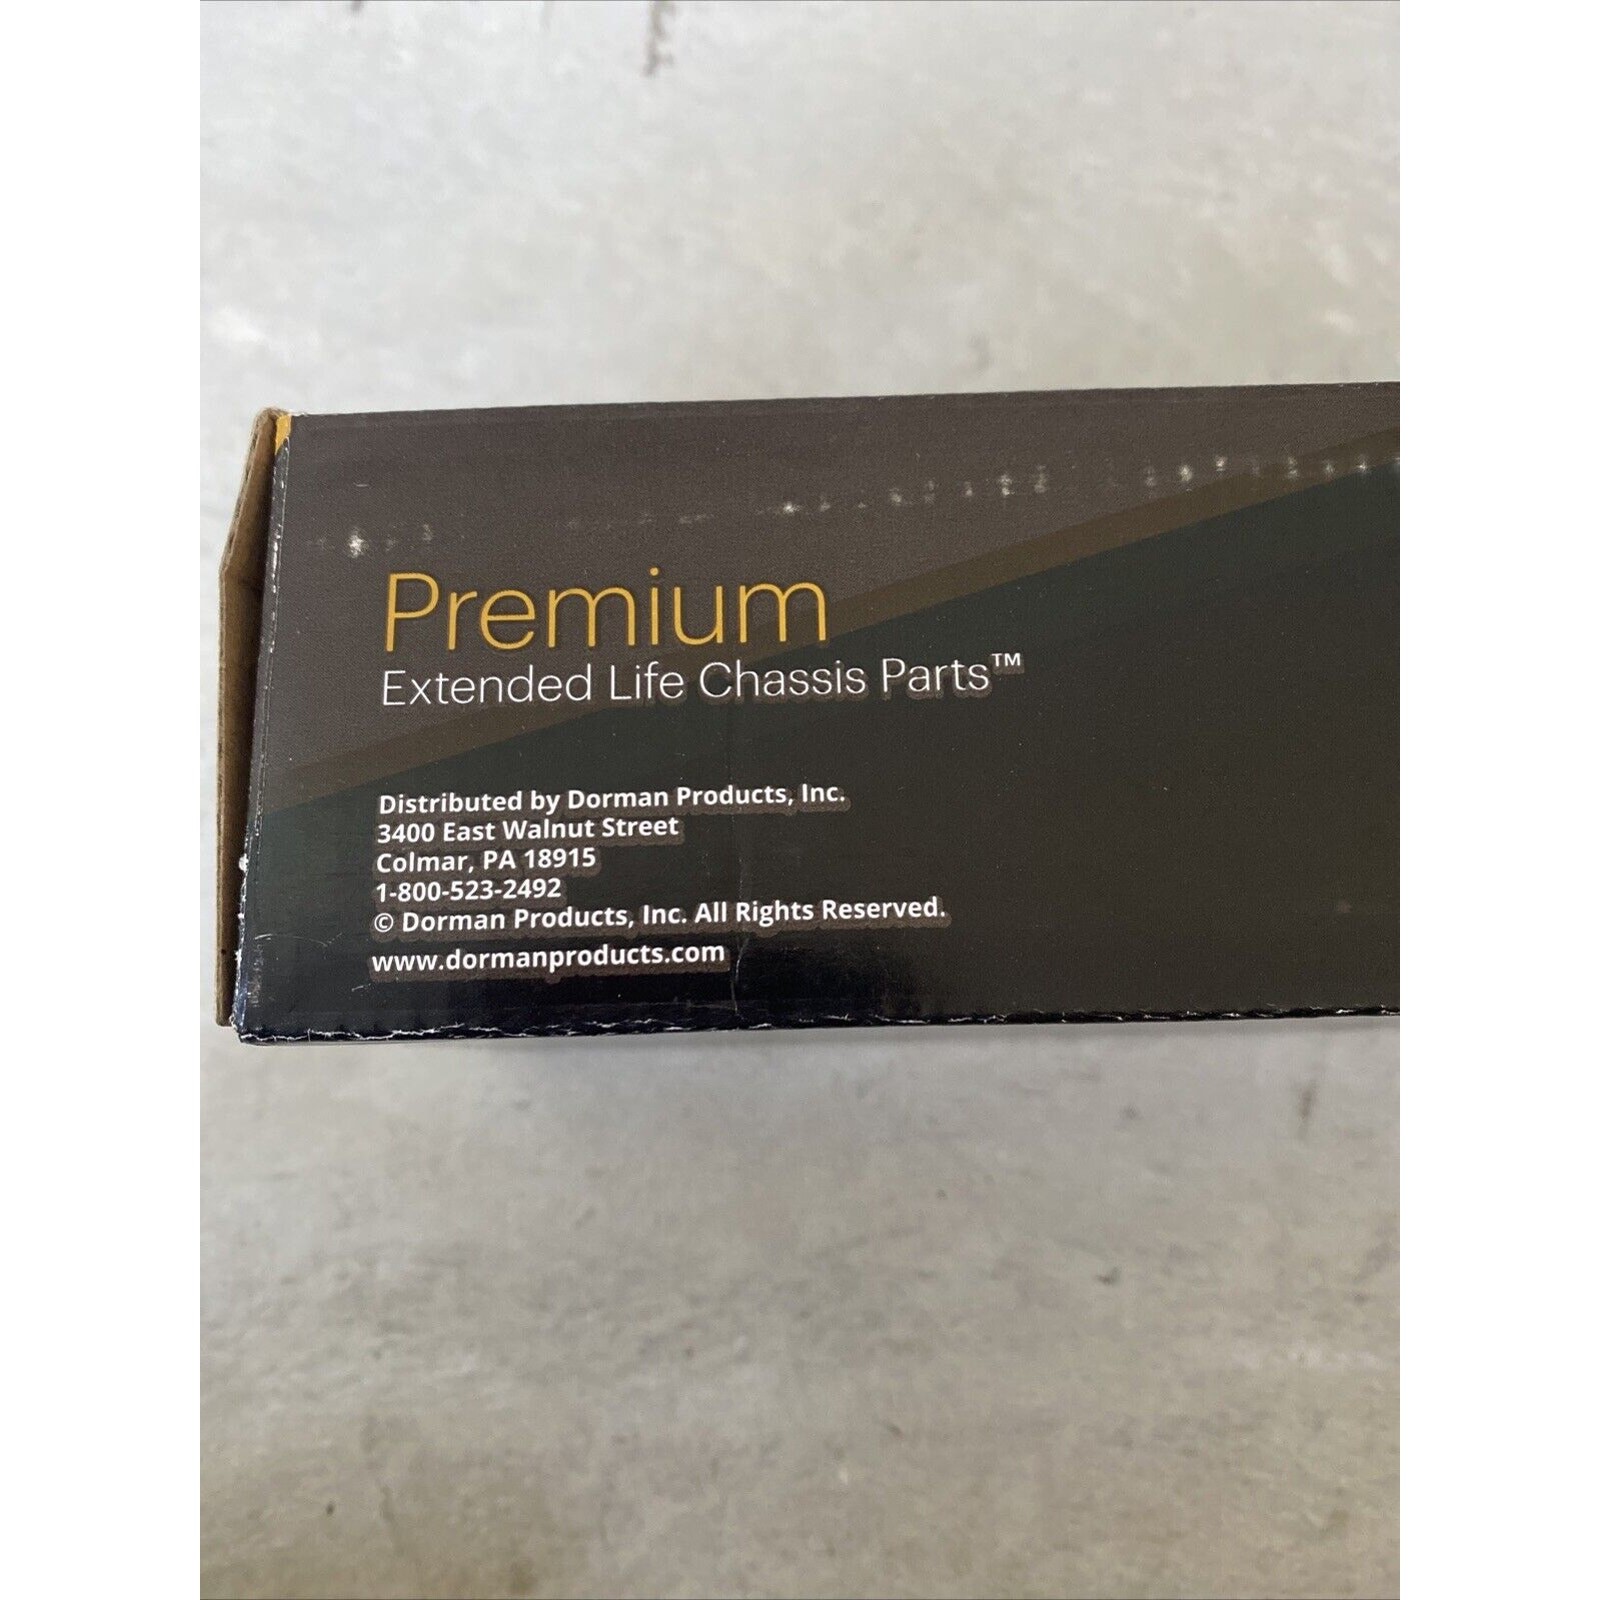 Premium
Extended Life Chassis Parts™
Distributed by Dorman Products, Inc.
3400 East Walnut Street
Colmar, PA 18915
1-800-523-2492
© Dorman Products, Inc. All Rights Reserved.
www.dormanproducts.com